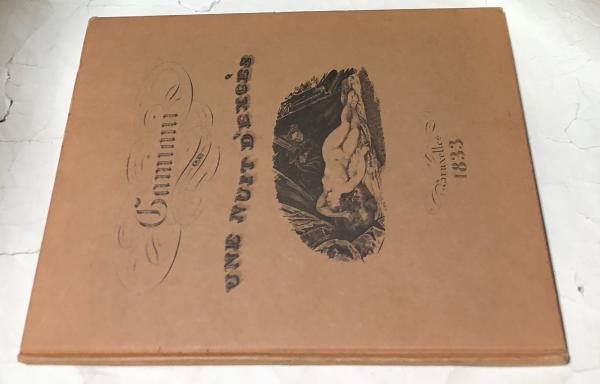 Gamiani
OU
UNE NUIT D'EXCÈS
Bruxelles
1833